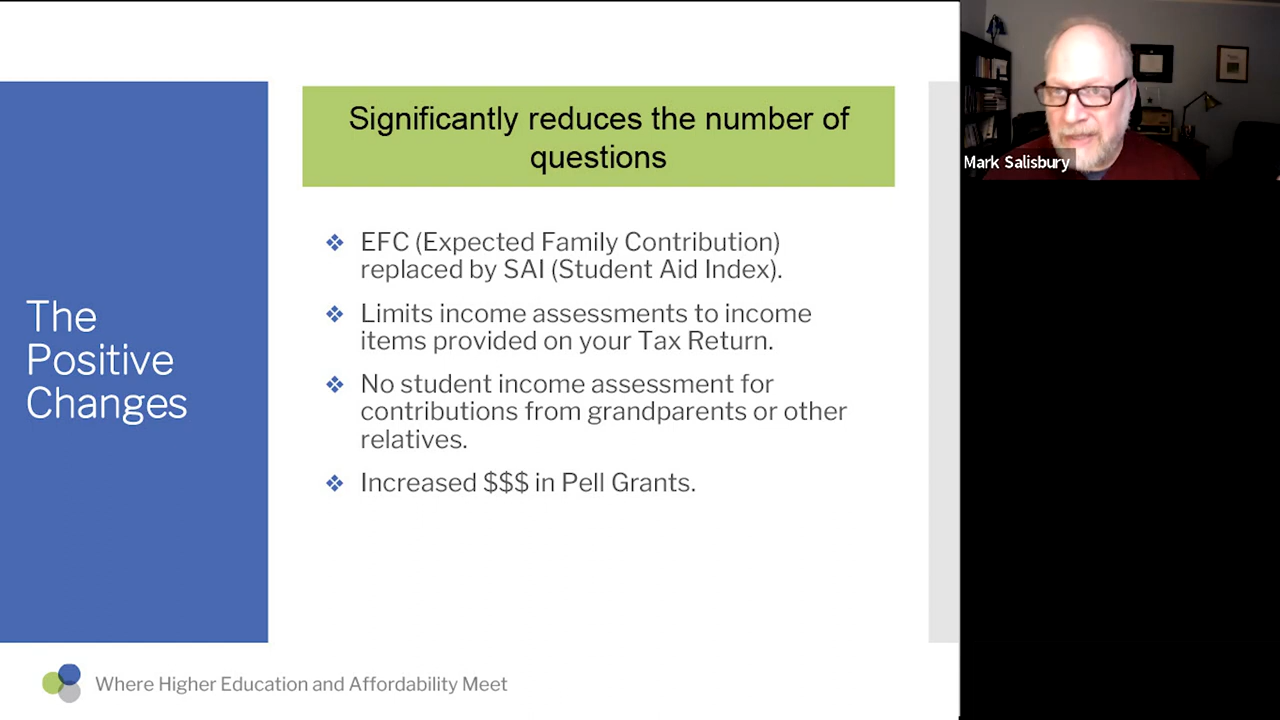 The
Positive
Changes
Significantly reduces the number of
questions
❖ EFC (Expected Family Contribution)
replaced by SAI (Student Aid Index).
❖ Limits income assessments to income
items provided on your Tax Return.
❖ No student income assessment for
contributions from grandparents or other
relatives.
❖ Increased $$$ in Pell Grants.
Where Higher Education and Affordability Meet
Mark Salisbury